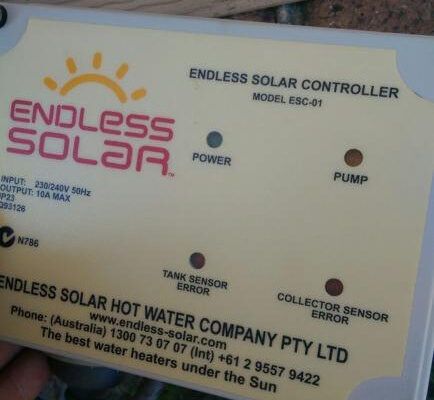 ENDLESS SOLAR CONTROLLER
MODEL ESC-01
ENDLESS
SOLAR
TM
POWER
PUMP
INPUT: 230/240V 50Hz
OUTPUT: 10A MAX
IP23
Q93126
N786
TANK SENSOR
ERROR
COLLECTOR SENSOR
ERROR
ENDLESS SOLAR HOT WATER COMPANY PTY LTD
www.endless-solar.com
Phone: (Australia) 1300 73 07 07 (Int) +61 2 9557 9422
The best water heaters under the Sun